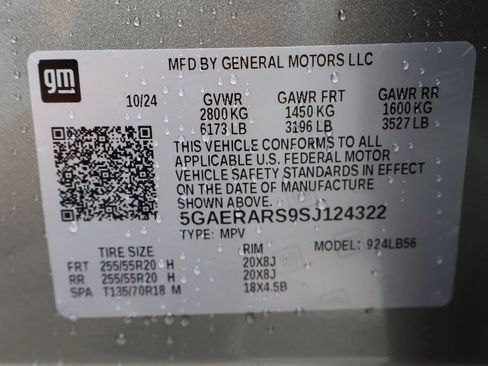 gm
MFD BY GENERAL MOTORS LLC
10/24 GVWR GAWR FRT GAWR RR
2800 KG 1450 KG 1600 KG
6173 LB 3196 LB 3527 LB
THIS VEHICLE CONFORMS TO ALL
APPLICABLE U.S. FEDERAL MOTOR
VEHICLE SAFETY STANDARDS IN EFFECT
ON THE DATE OF MANUFACTURE
SHOWN ABOVE.
5GAERARS9SJ124322
TYPE: MPV MODEL: 924LB56
TIRE SIZE RIM
FRT 255/55R20 H 20X8J
RR 255/55R20 H 20X8J
SPA T135/70R18 M 18X4.5B